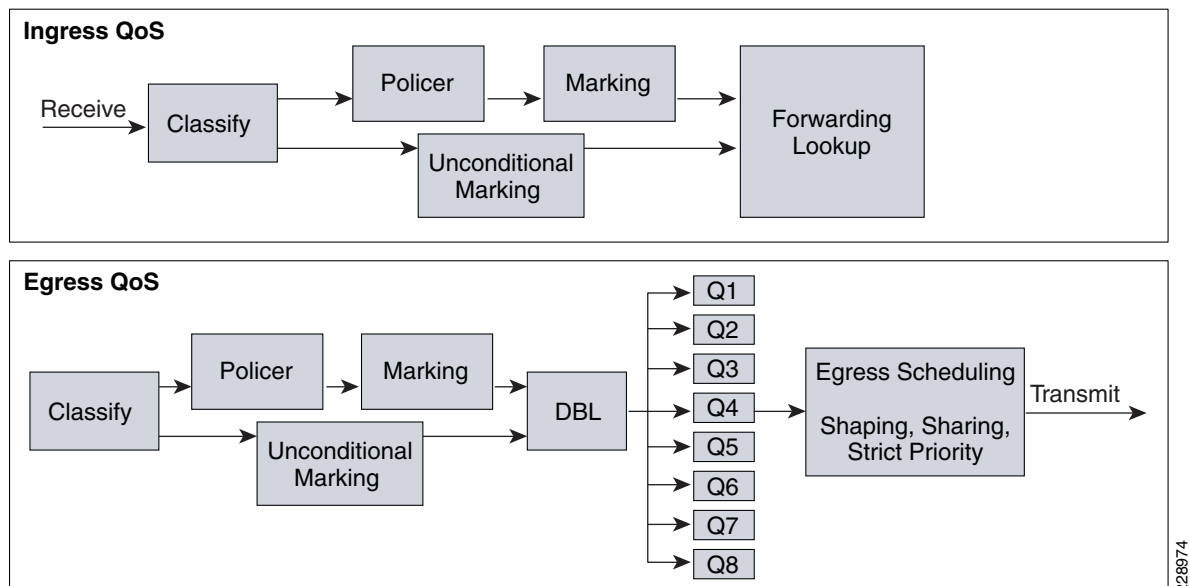 Ingress QoS
Receive
Classify
Policer
Marking
Unconditional
Marking
Forwarding
Lookup
Egress QoS
Classify
Policer
Marking
Unconditional
Marking
DBL
Q1
Q2
Q3
Q4
Q5
Q6
Q7
Q8
Egress Scheduling
Shaping, Sharing,
Strict Priority
Transmit
228974